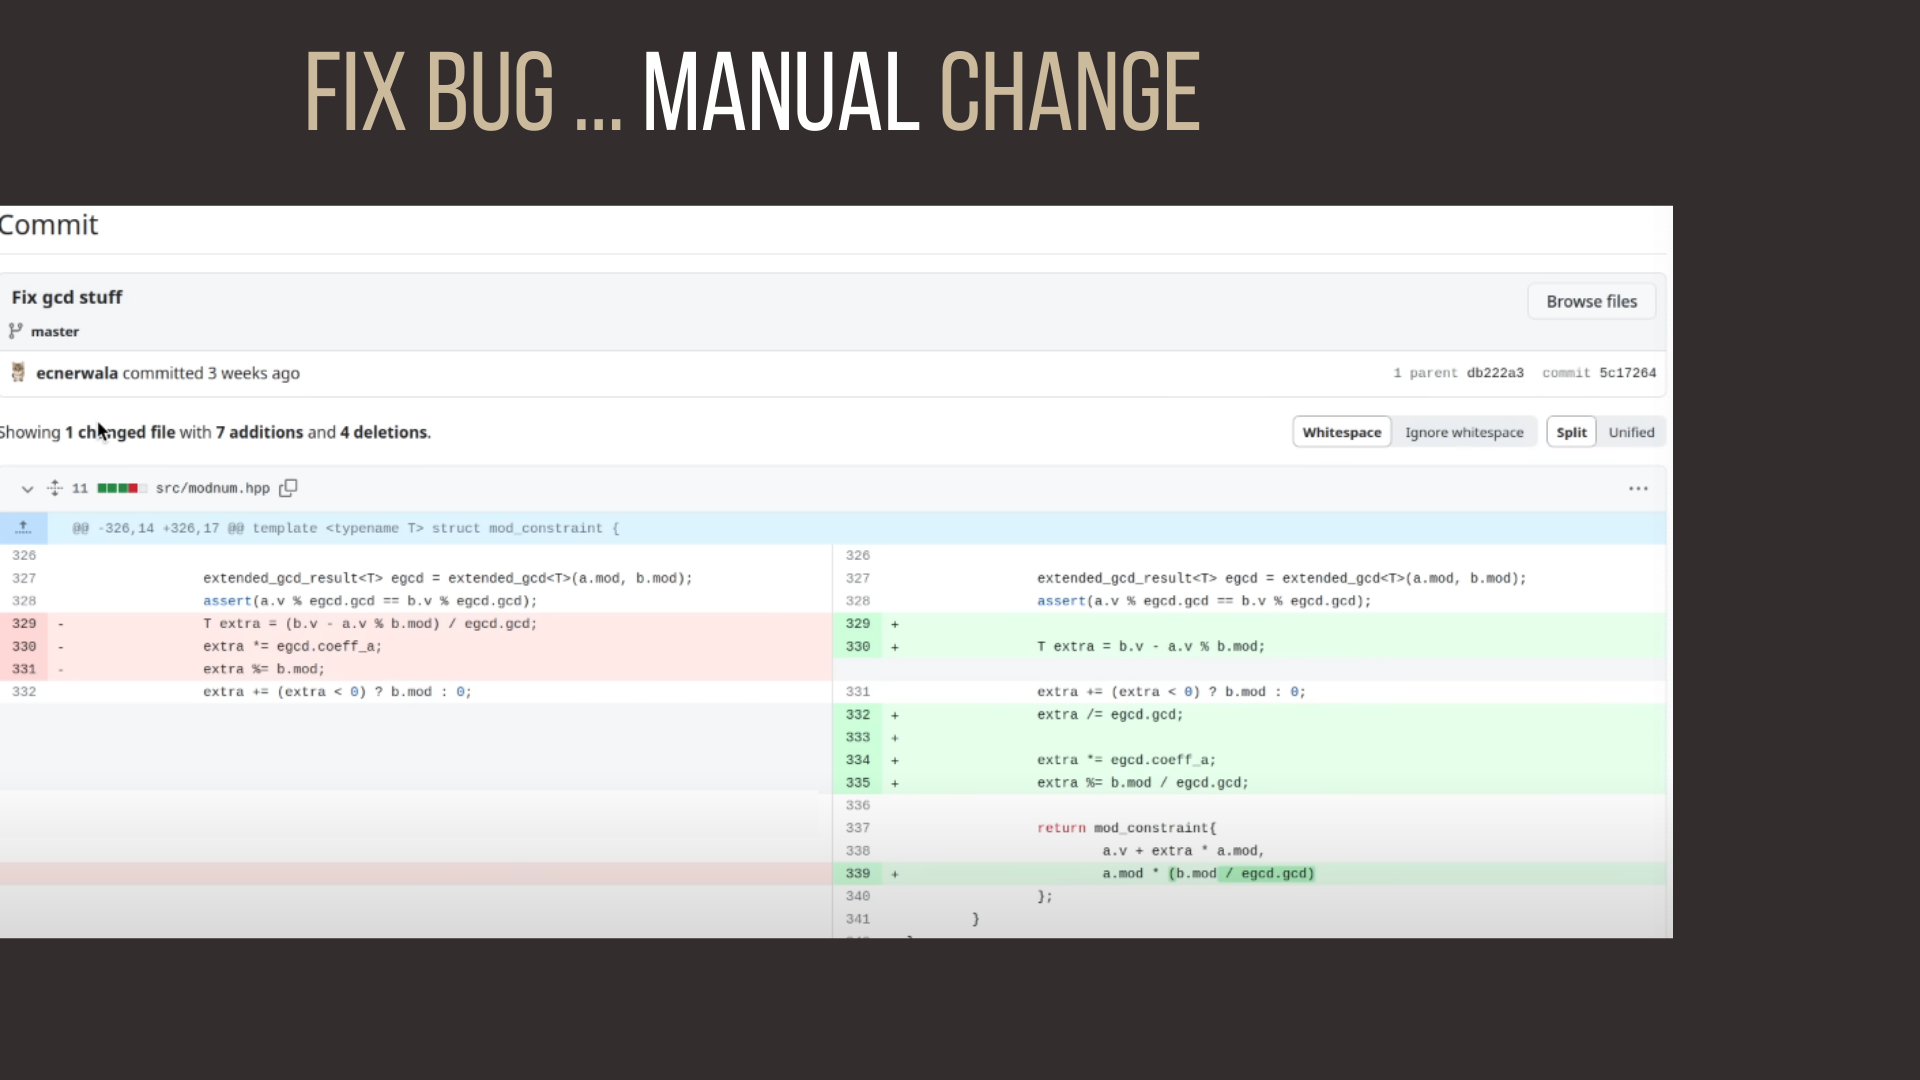 FIX BUG ... MANUAL CHANGE
Commit
Fix gcd stuff
Browse files
master
ecnerwala committed 3 weeks ago
1 parent db222a3 commit 5c17264
Showing 1 changed file with 7 additions and 4 deletions.
Whitespace Ignore whitespace Split Unified
11 src/modnum.hpp
@@ -326,14 +326,17 @@ template <typename T> struct mod_constraint {
326 326
327 extended_gcd_result<T> egcd = extended_gcd<T>(a.mod, b.mod); 327 extended_gcd_result<T> egcd = extended_gcd<T>(a.mod, b.mod);
328 assert(a.v % egcd.gcd == b.v % egcd.gcd); 328 assert(a.v % egcd.gcd == b.v % egcd.gcd);
329 - T extra = (b.v - a.v % b.mod) / egcd.gcd; 329 +
330 - extra *= egcd.coeff_a; 330 + T extra = b.v - a.v % b.mod;
331 - extra %= b.mod;
332 extra += (extra < 0) ? b.mod : 0; 331 extra += (extra < 0) ? b.mod : 0;
332 + extra /= egcd.gcd;
333 +
334 + extra *= egcd.coeff_a;
335 + extra %= b.mod / egcd.gcd;
336
337 return mod_constraint{
338 a.v + extra * a.mod,
339 + a.mod * (b.mod / egcd.gcd)
340 };
341 }